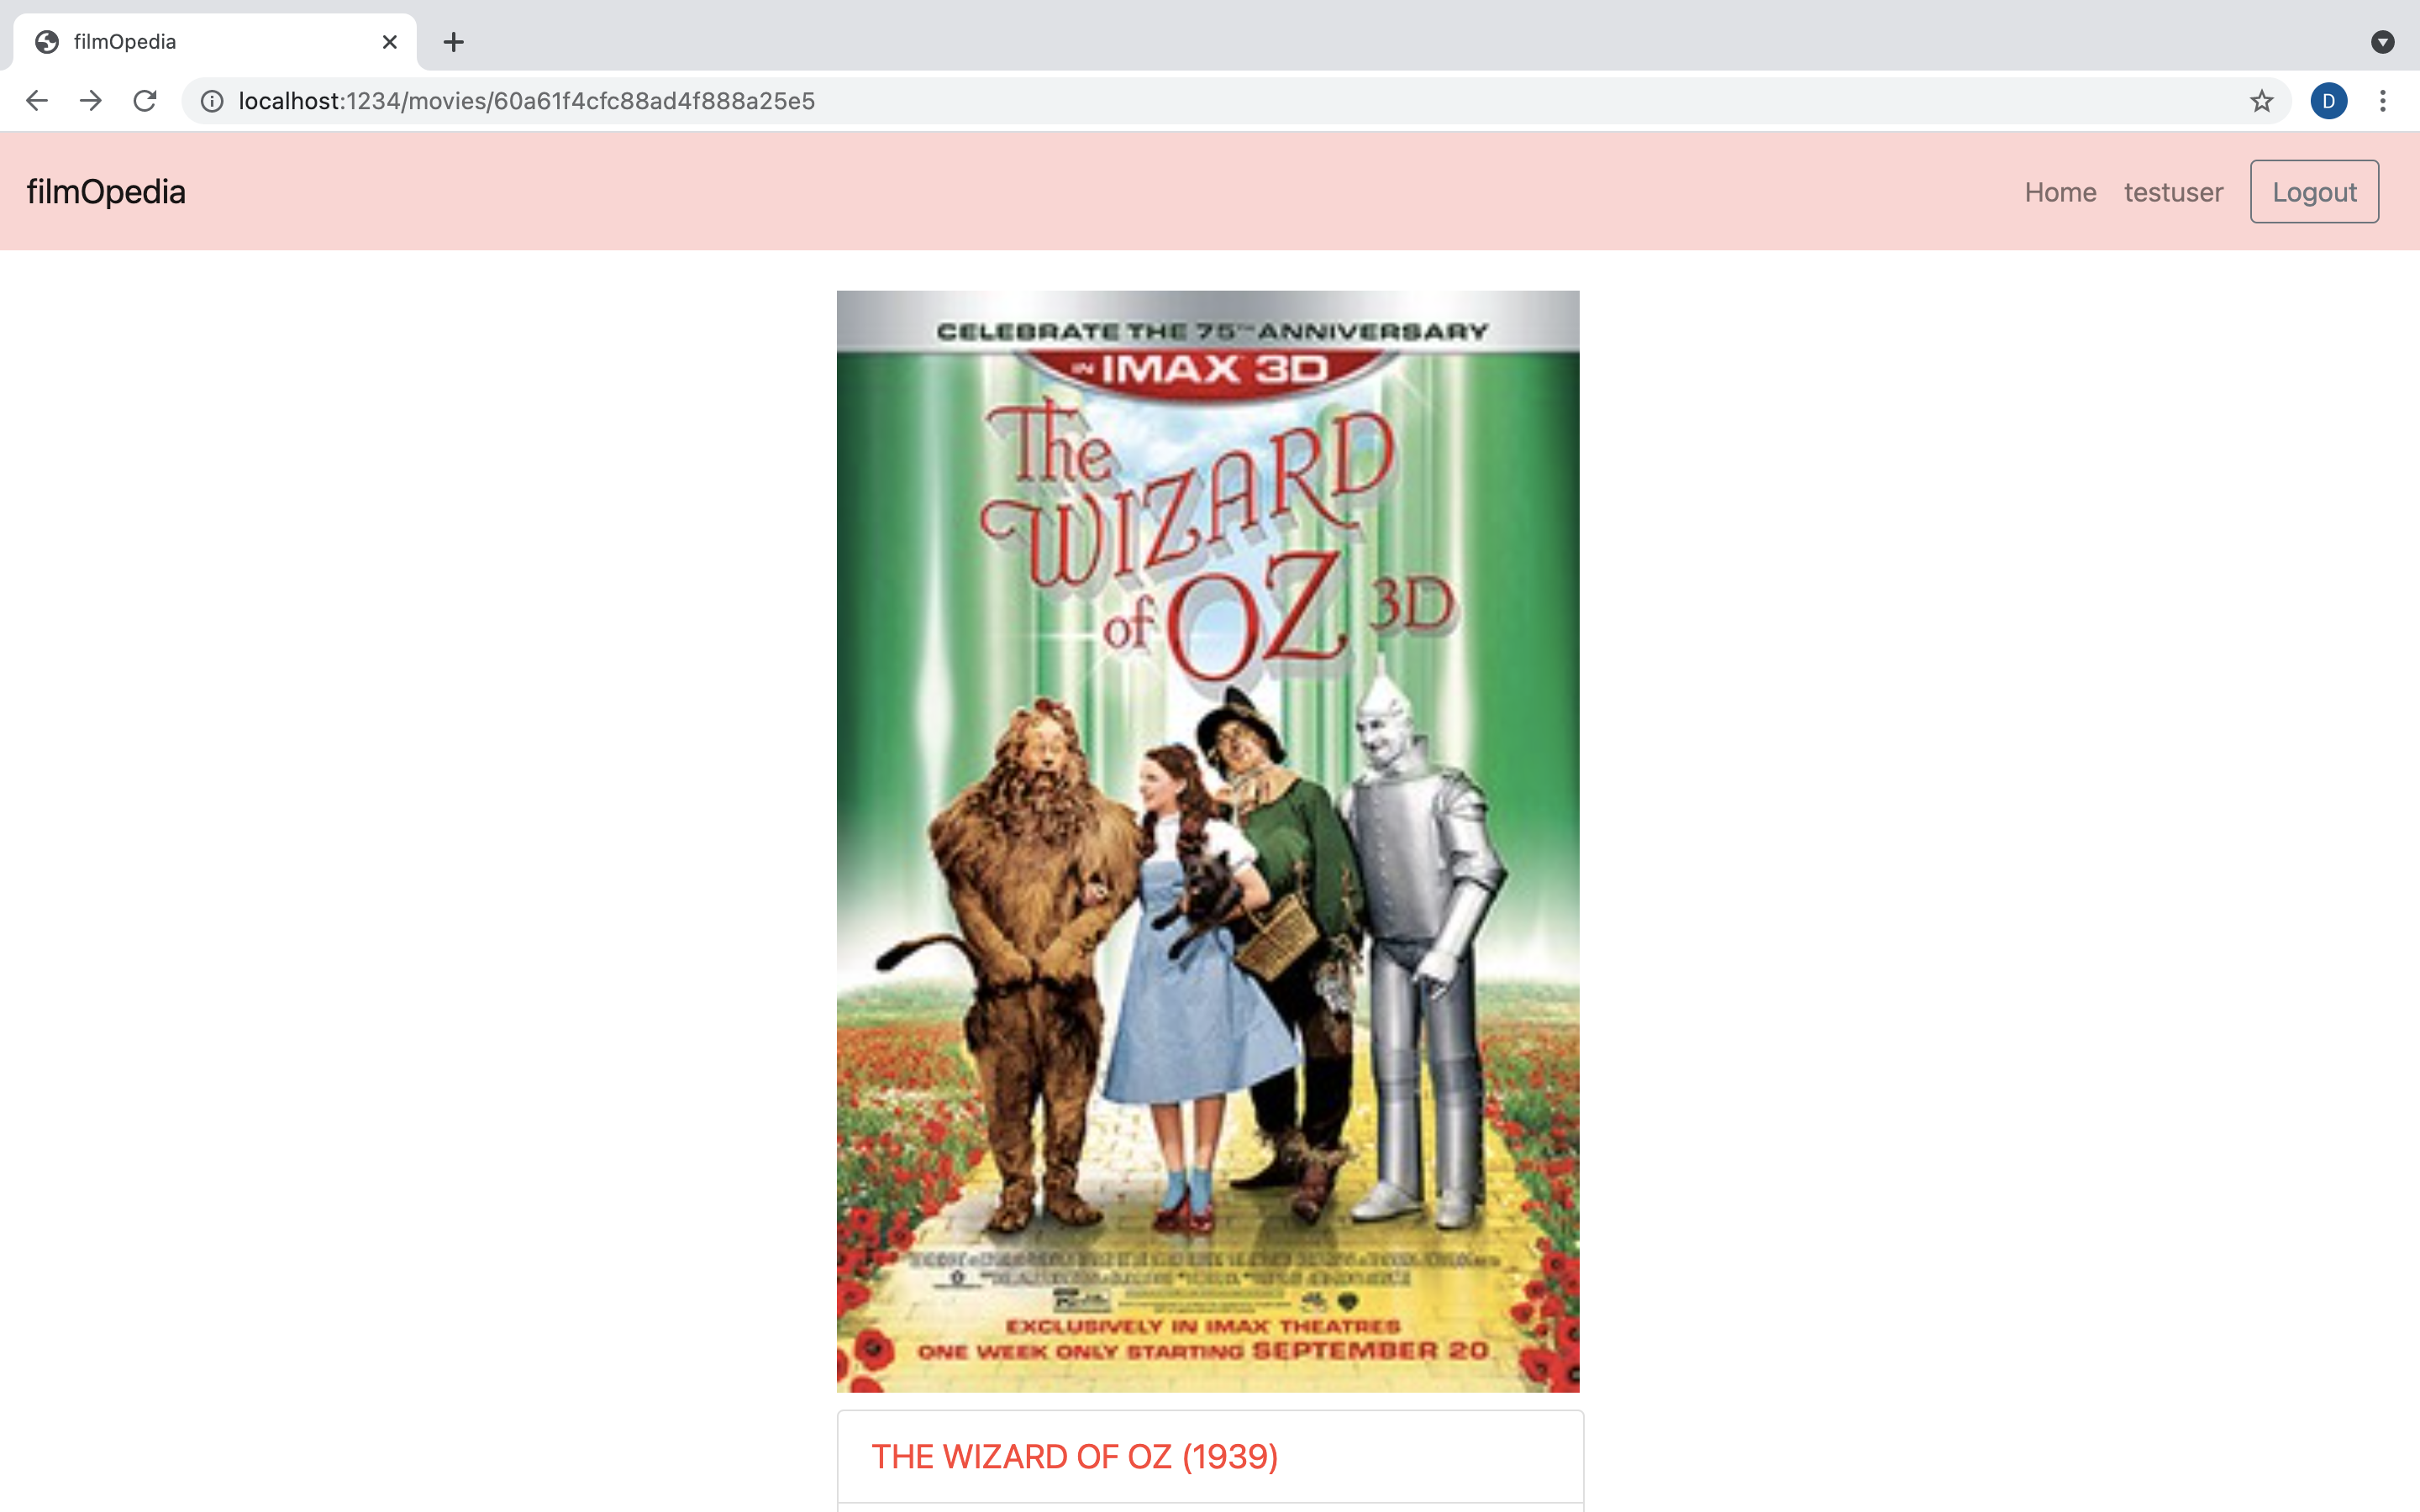 filmOpedia
localhost:1234/movies/60a61f4cfc88ad4f888a25e5
D
filmOpedia
Home testuser Logout
CELEBRATE THE 75TH ANNIVERSARY
IN IMAX 3D
The
WIZARD
of OZ 3D
EXCLUSIVELY IN IMAX THEATRES
ONE WEEK ONLY STARTING SEPTEMBER 20
THE WIZARD OF OZ (1939)